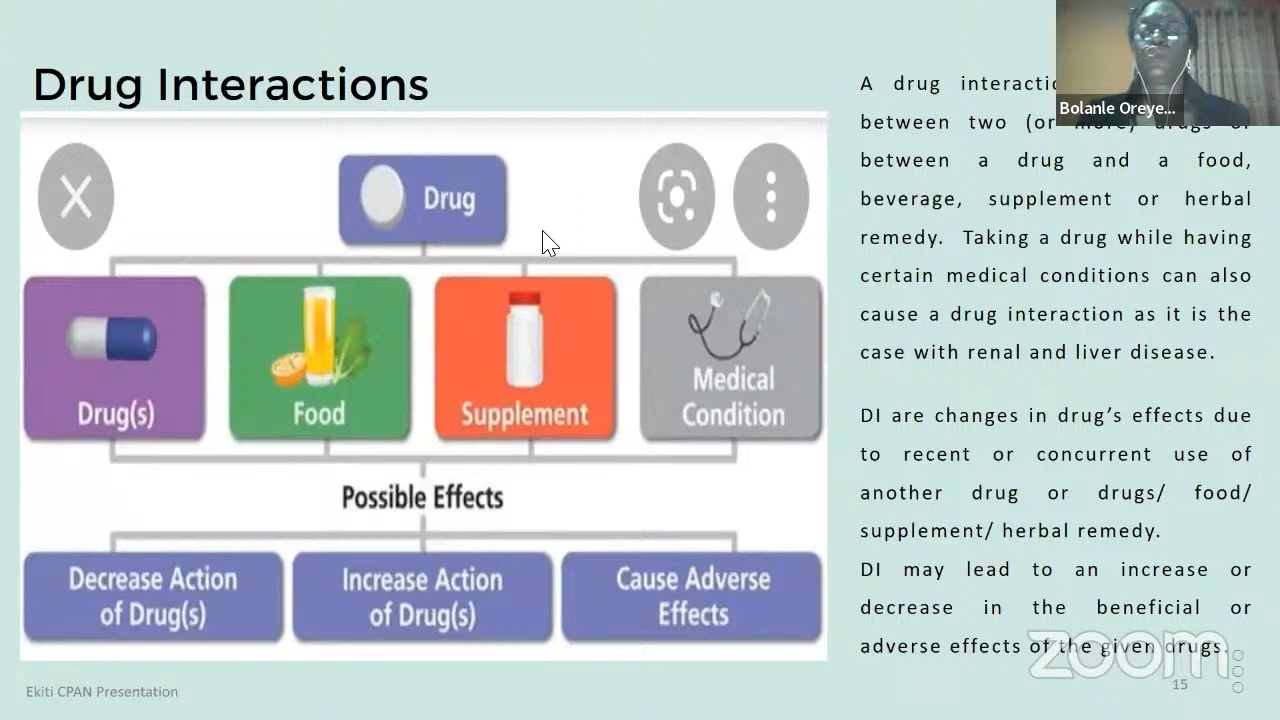 Drug Interactions
A drug
between two (or
between a drug and a food,
beverage, supplement or herbal
remedy. Taking a drug while having
certain medical conditions can also
cause a drug interaction as it is the
case with renal and liver disease.
DI are changes in drug's effects due
to recent or concurrent use of
another drug or drugs/ food/
supplement/ herbal remedy.
DI may lead to an increase or
decrease in the beneficial or
adverse effects of the given drugs.
Drug
Drug(s)
Food
Supplement
Medical
Condition
Possible Effects
Decrease Action
of Drug(s)
Increase Action
of Drug(s)
Cause Adverse
Effects
Bolanle Oreye...
Ekiti CPAN Presentation
15
zoom